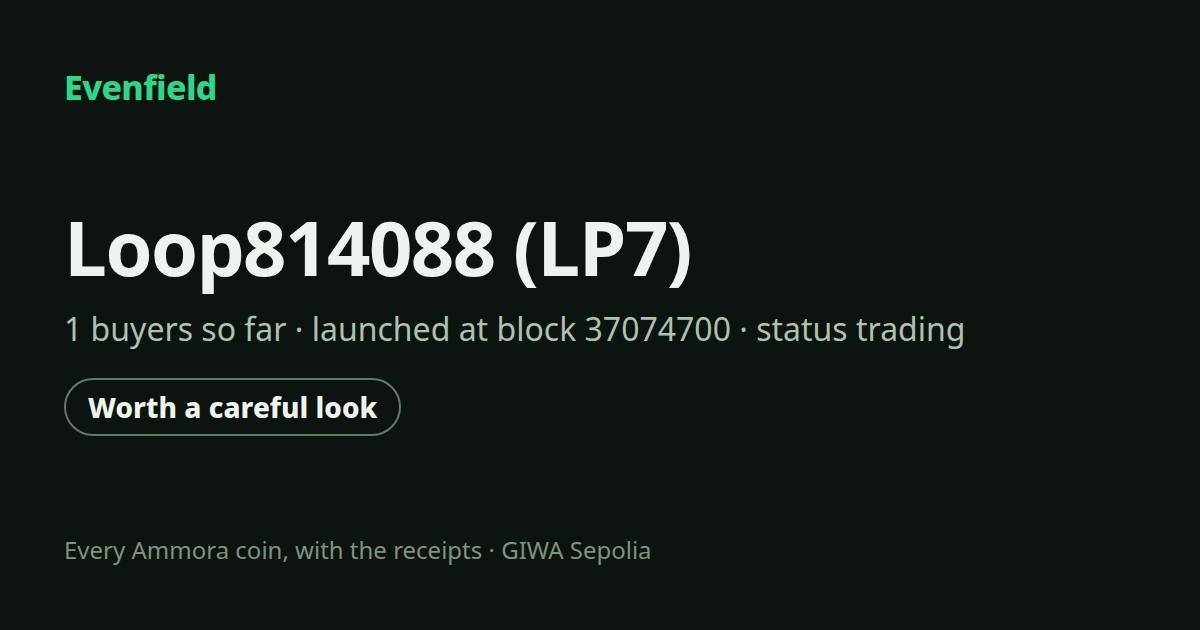 Evenfield
Loop814088 (LP7)
1 buyers so far · launched at block 37074700 · status trading
Worth a careful look
Every Ammora coin, with the receipts · GIWA Sepolia